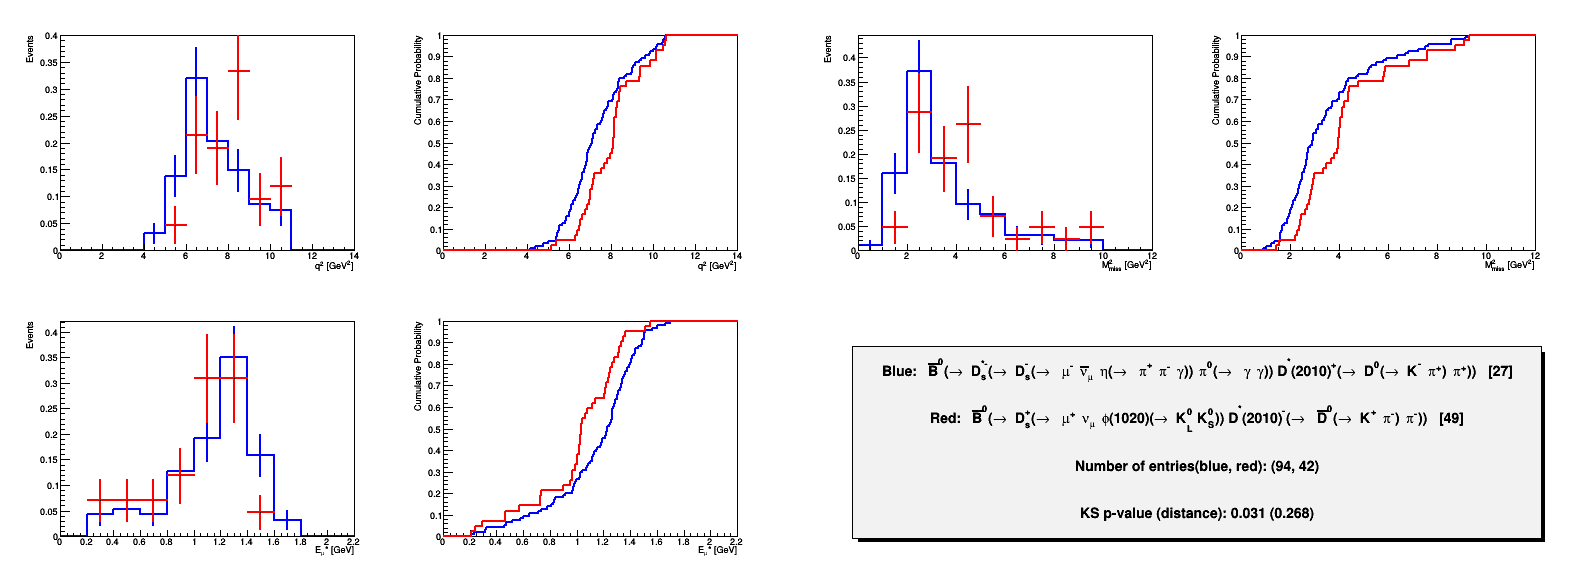 Events
0.4
0.35
0.3
0.25
0.2
0.15
0.1
0.05
0
0 2 4 6 8 10 12 14
q² [GeV²]
Cumulative Probability
1
0.9
0.8
0.7
0.6
0.5
0.4
0.3
0.2
0.1
0
0 2 4 6 8 10 12 14
q² [GeV²]
Events
0.4
0.35
0.3
0.25
0.2
0.15
0.1
0.05
0
0 2 4 6 8 10 12
M²miss [GeV²]
Cumulative Probability
1
0.9
0.8
0.7
0.6
0.5
0.4
0.3
0.2
0.1
0
0 2 4 6 8 10 12
M²miss [GeV²]
Events
0.4
0.35
0.3
0.25
0.2
0.15
0.1
0.05
0
0 0.2 0.4 0.6 0.8 1 1.2 1.4 1.6 1.8 2 2.2
Eμ* [GeV]
Cumulative Probability
1
0.9
0.8
0.7
0.6
0.5
0.4
0.3
0.2
0.1
0
0 0.2 0.4 0.6 0.8 1 1.2 1.4 1.6 1.8 2 2.2
Eμ* [GeV]
Blue: B̅⁰(→ Ds*⁻(→ Ds⁻(→ μ⁻ ν̅μ η(→ π⁺ π⁻ γ)) π⁰(→ γ γ)) D*(2010)⁺(→ D⁰(→ K⁻ π⁺) π⁺)) [27]
Red: B̅⁰(→ Ds⁺(→ μ⁺ νμ φ(1020)(→ K⁰L K⁰S)) D*(2010)⁻(→ D̅⁰(→ K⁺ π⁻) π⁻)) [49]
Number of entries(blue, red): (94, 42)
KS p-value (distance): 0.031 (0.268)